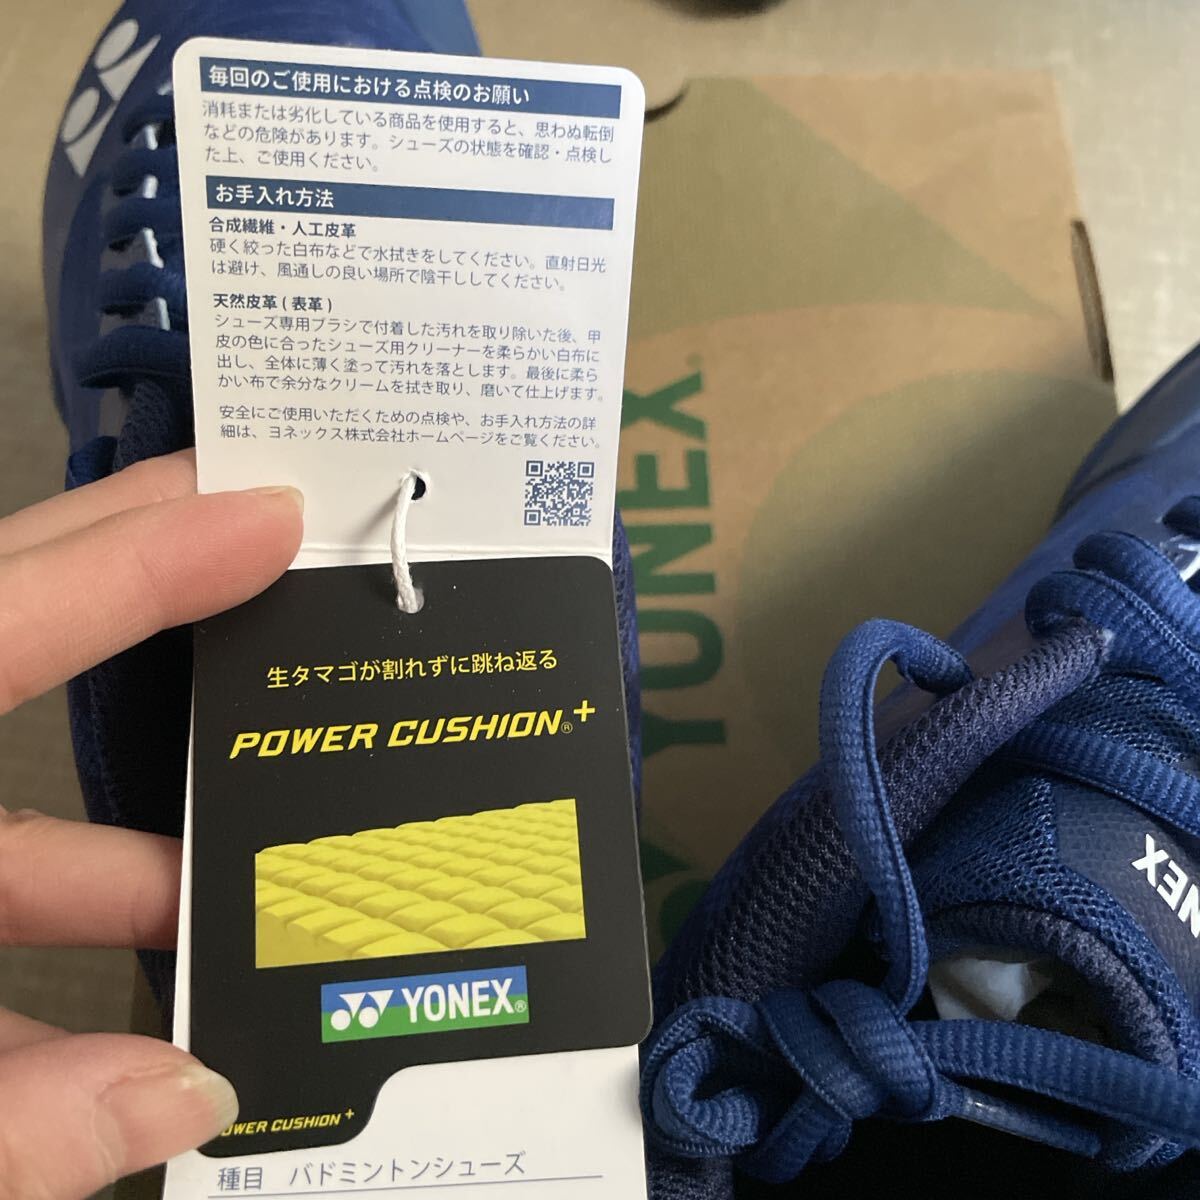 毎回のご使用における点検のお願い
消耗または劣化している商品を使用すると、思わぬ転倒
などの危険があります。シューズの状態を確認・点検し
た上、ご使用ください。
お手入れ方法
合成繊維・人工皮革
硬く絞った白布などで水拭きをしてください。直射日光
は避け、風通しの良い場所で陰干ししてください。
天然皮革(表革)
シューズ専用ブラシで付着した汚れを取り除いた後、甲
皮の色に合ったシューズ用クリーナーを柔らかい白布に
出し、全体に薄く塗って汚れを落とします。最後に柔ら
かい布で余分なクリームを拭き取り、磨いて仕上げます。
安全にご使用いただくための点検や、お手入れ方法の詳
細は、ヨネックス株式会社ホームページをご覧ください。
生タマゴが割れずに跳ね返る
POWER CUSHION®+
YONEX®
POWER CUSHION+
種目 バドミントンシューズ
YONEX
NEX